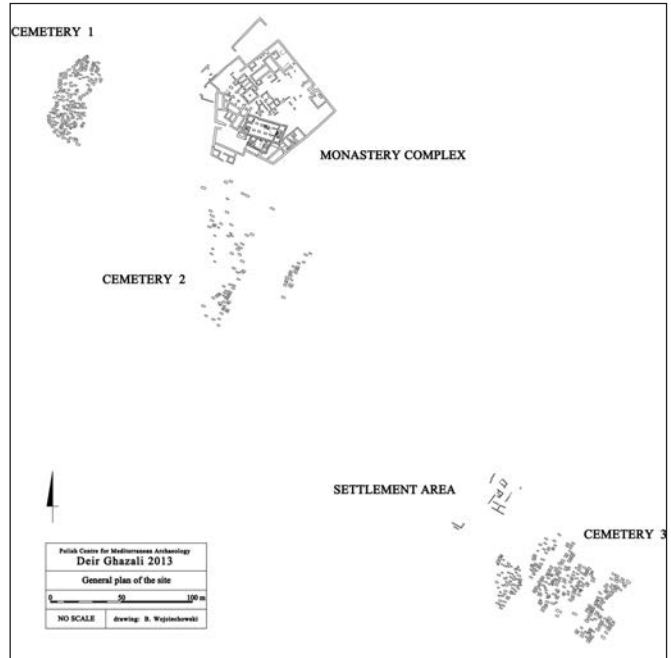 CEMETERY 1
MONASTERY COMPLEX
CEMETERY 2
SETTLEMENT AREA
CEMETERY 3
Polish Centre for Mediterranean Archaeology
Deir Ghazali 2013
General plan of the site
0 50 100 m
NO SCALE drawing: B. Wojciechowski